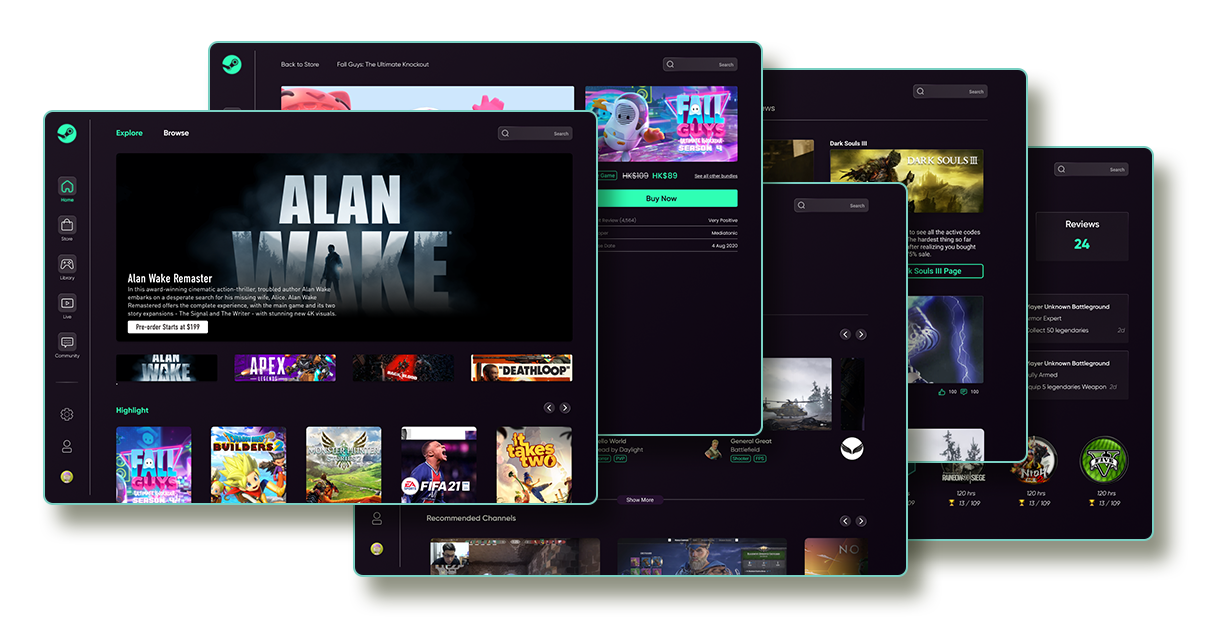 Back to Store
Fall Guys: The Ultimate Knockout
Search
FALL
GUYS
ULTIMATE KNOCKOUT
SEASON 4
Game
HK$109
HK$89
See all other bundles
Buy Now
Review (4,564)
Very Positive
Mediatonic
Date
4 Aug 2020
Explore
Browse
Search
Home
Store
Library
Live
Community
ALAN
WAKE
Alan Wake Remaster
In this award-winning cinematic action-thriller, troubled author Alan Wake
embarks on a desperate search for his missing wife, Alice. Alan Wake
Remastered offers the complete experience, with the main game and its two
story expansions - The Signal and The Writer - with stunning new 4K visuals.
Pre-order Starts at $199
ALAN
WAKE
APEX
LEGENDS
DEATHLOOP
Highlight
FALL
GUYS
ULTIMATE KNOCKOUT
SEASON 4
BUILDERS 2
MONSTER HUNTER
EA SPORTS
FIFA 21
it
takes
two
Search
Dark Souls III
DARK SOULS III
to see all the active codes
The hardest thing so far
after realizing you bought
5% sale.
Souls III Page
100
100
Search
Reviews
24
Player Unknown Battleground
Armor Expert
Collect 50 legendaries
2d
Player Unknown Battleground
Fully Armed
Equip 5 legendaries Weapon
2d
RAINBOW SIX SIEGE
NIOH
V
120 hrs
120 hrs
120 hrs
13 / 109
13 / 109
13 / 109
Search
Hello World
Dead by Daylight
PVP
General Great
Battlefield
Shooter
FPS
Show More
Recommended Channels
NO